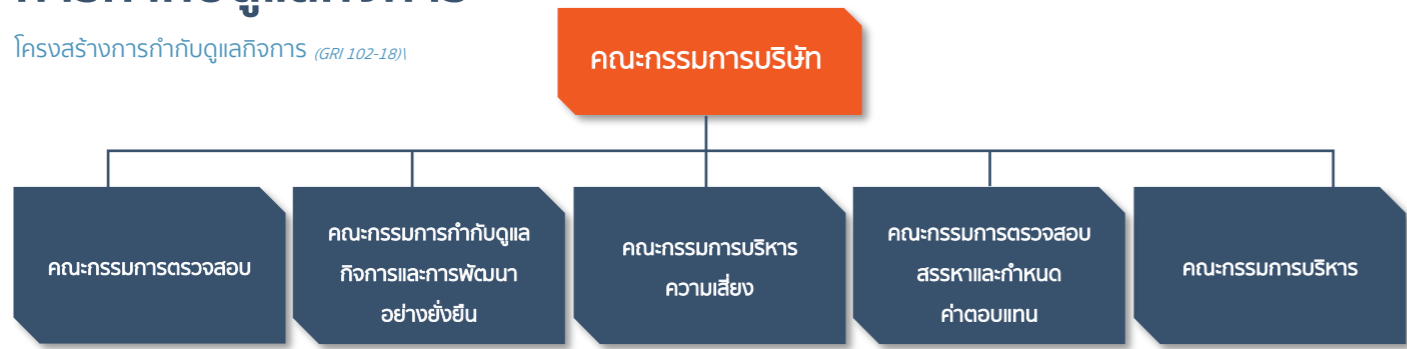 โครงสร้างการกำกับดูแลกิจการ (GRI 102-18)\
คณะกรรมการบริษัท
คณะกรรมการตรวจสอบ
คณะกรรมการกำกับดูแล
กิจการและการพัฒนา
อย่างยั่งยืน
คณะกรรมการบริหาร
ความเสี่ยง
คณะกรรมการตรวจสอบ
สรรหาและกำหนด
ค่าตอบแทน
คณะกรรมการบริหาร